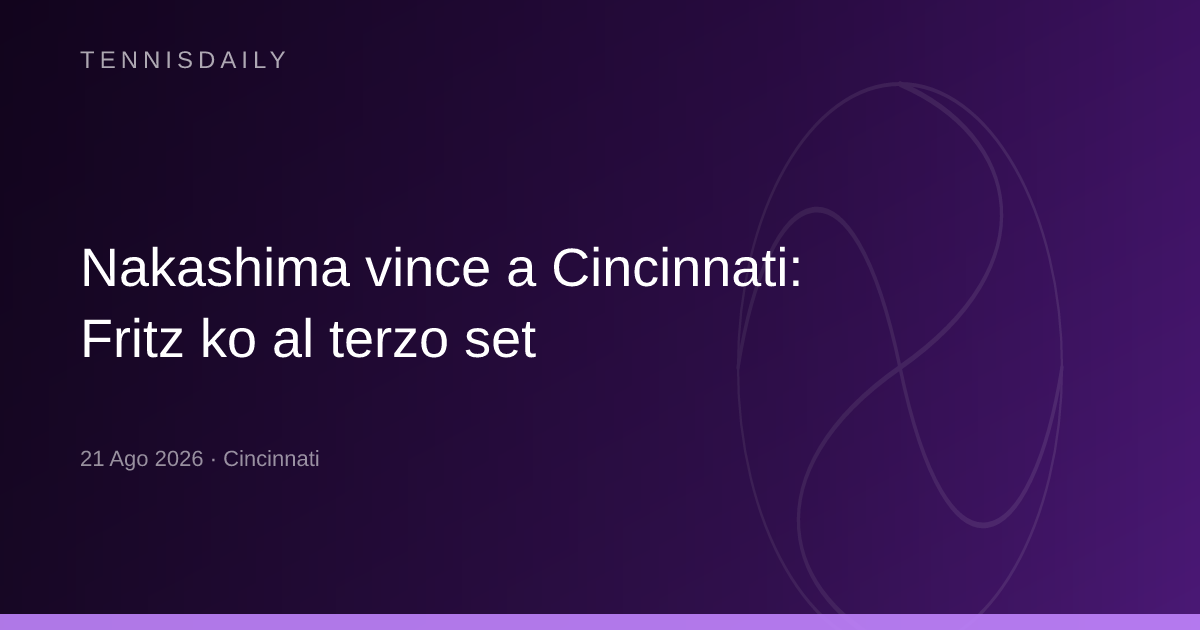 TENNISDAILY
Nakashima vince a Cincinnati:
Fritz ko al terzo set
21 Ago 2026 · Cincinnati